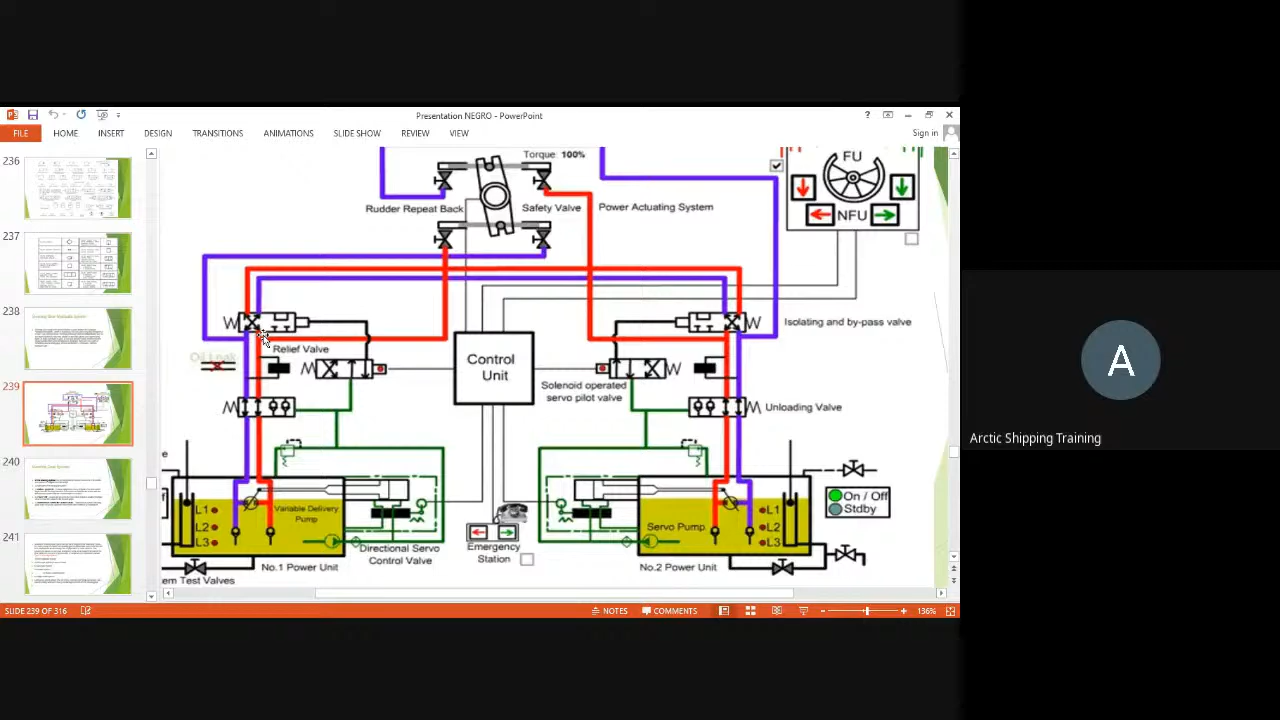 Presentation NEGRO - PowerPoint
FILE HOME INSERT DESIGN TRANSITIONS ANIMATIONS SLIDE SHOW REVIEW VIEW
Sign in
236
237
238
239
240
241
Torque: 100%
FU
NFU
Rudder Repeat Back
Safety Valve
Power Actuating System
Isolating and by-pass valve
Relief Valve
Control
Unit
Solenoid operated
servo pilot valve
Unloading Valve
Variable Delivery
Pump
L1
L2
L3
Servo Pump
L1
L2
L3
On / Off
Stdby
Directional Servo
Control Valve
Emergency
Station
No.1 Power Unit
No.2 Power Unit
em Test Valves
Arctic Shipping Training
A
SLIDE 239 OF 316
NOTES
COMMENTS
136%